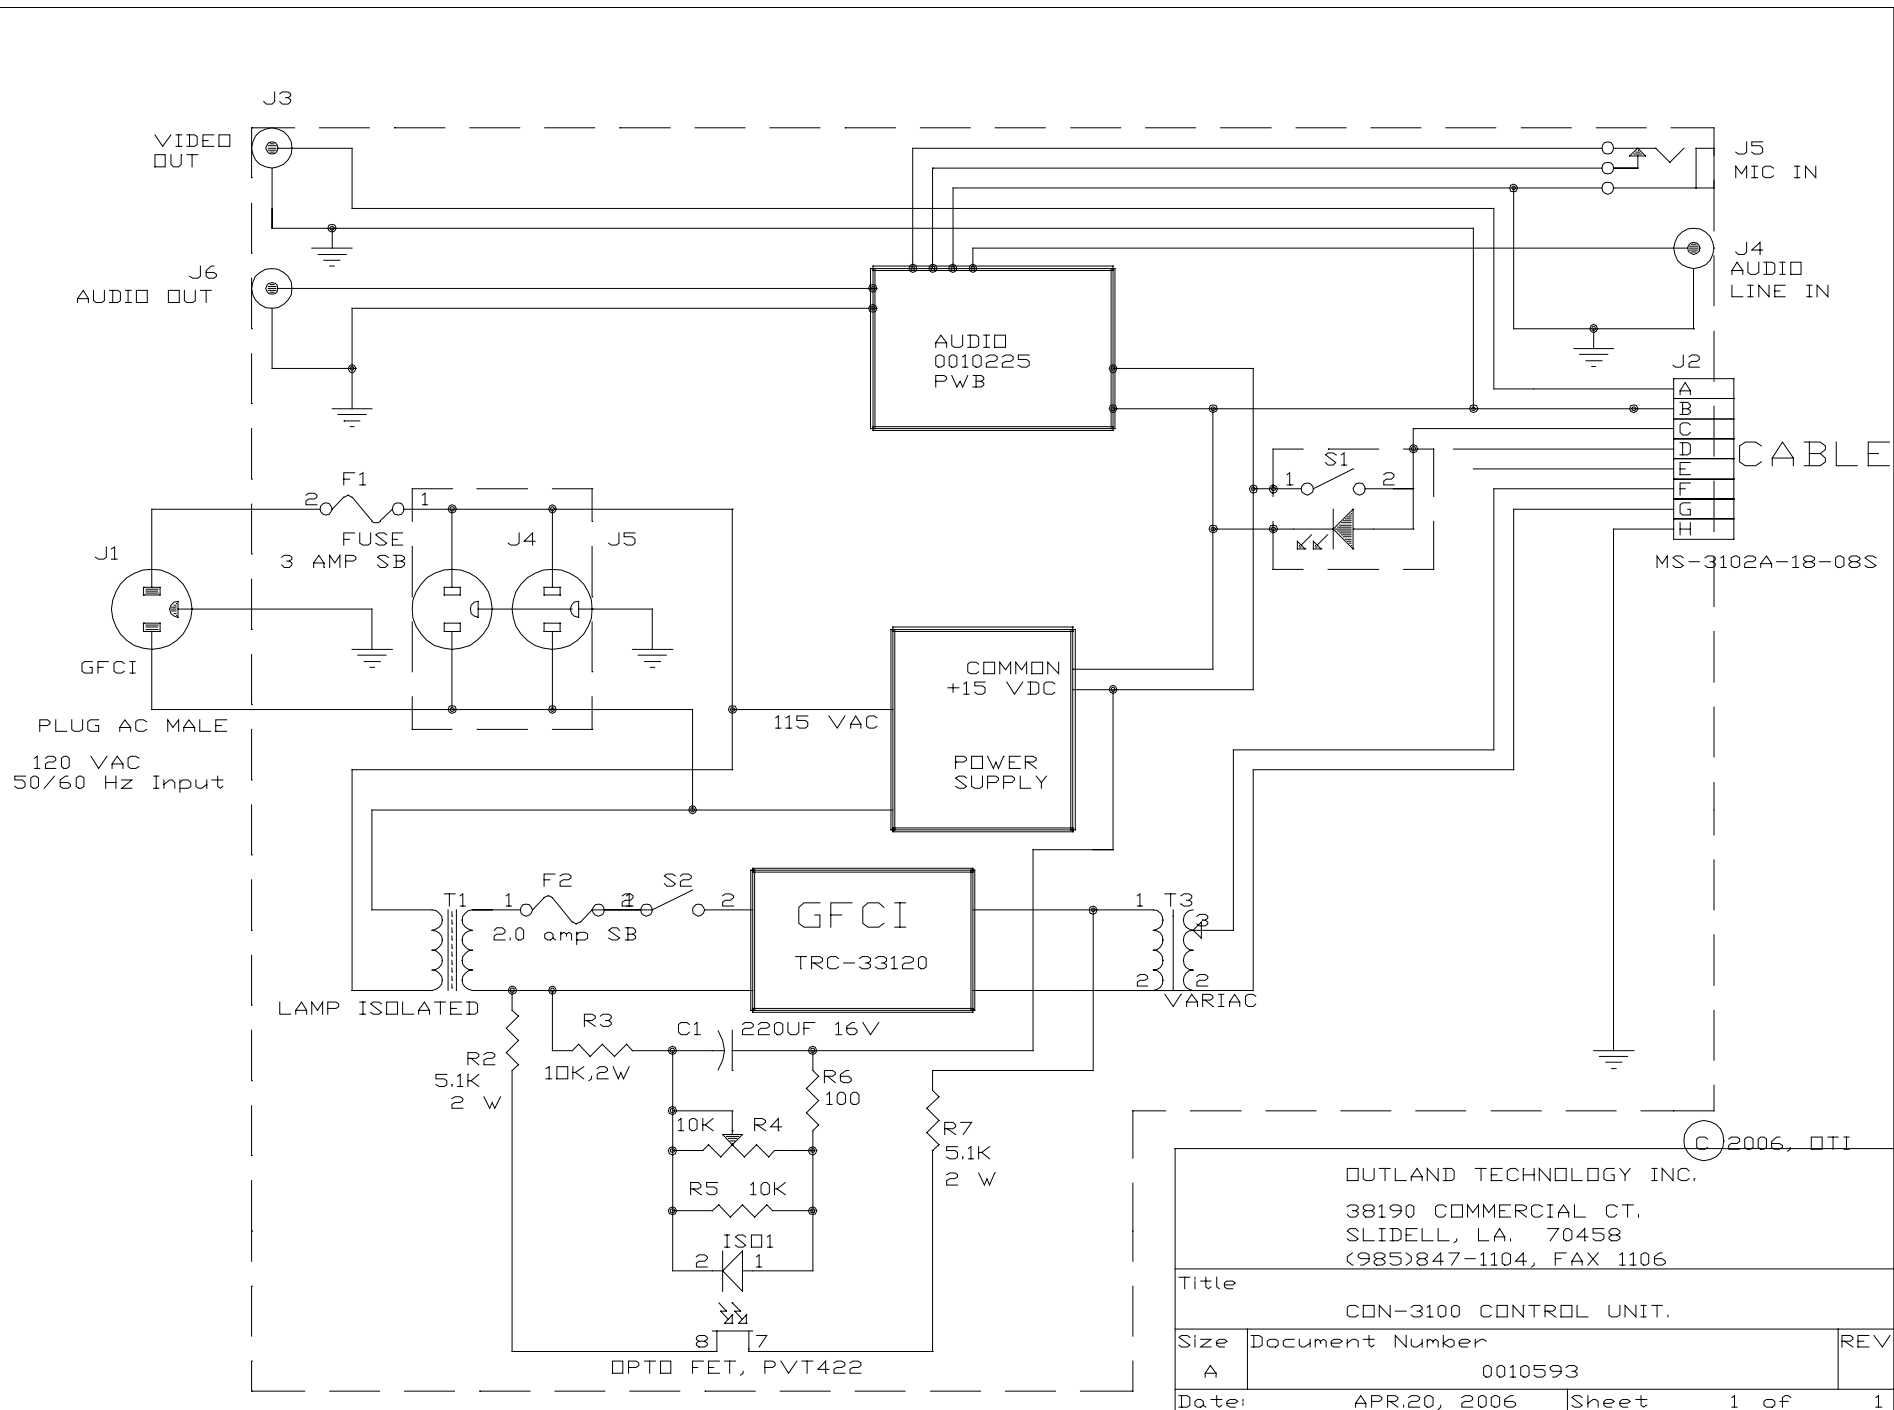 J3
VIDEO
OUT
J5
MIC IN
J6
AUDIO OUT
J4
AUDIO
LINE IN
AUDIO
0010225
PWB
J2
A
B
C
D
E
F
G
H
CABLE
MS-3102A-18-08S
S1
1
2
F1
2
1
FUSE
3 AMP SB
J4
J5
J1
GFCI
PLUG AC MALE
120 VAC
50/60 Hz Input
COMMON
+15 VDC
115 VAC
POWER
SUPPLY
T1
1
F2
2
1
S2
2
2.0 amp SB
GFCI
TRC-33120
1
T3
3
2
2
VARIAC
LAMP ISOLATED
R2
5.1K
2 W
R3
10K,2W
C1
220UF 16V
R6
100
10K
R4
R7
5.1K
2 W
R5
10K
ISO1
2
1
8
7
OPTO FET, PVT422
C 2006, OTI
OUTLAND TECHNOLOGY INC.
38190 COMMERCIAL CT.
SLIDELL, LA. 70458
(985)847-1104, FAX 1106
Title
CON-3100 CONTROL UNIT.
Size
Document Number
REV
A
0010593
Date:
APR.20, 2006
Sheet
1 of
1